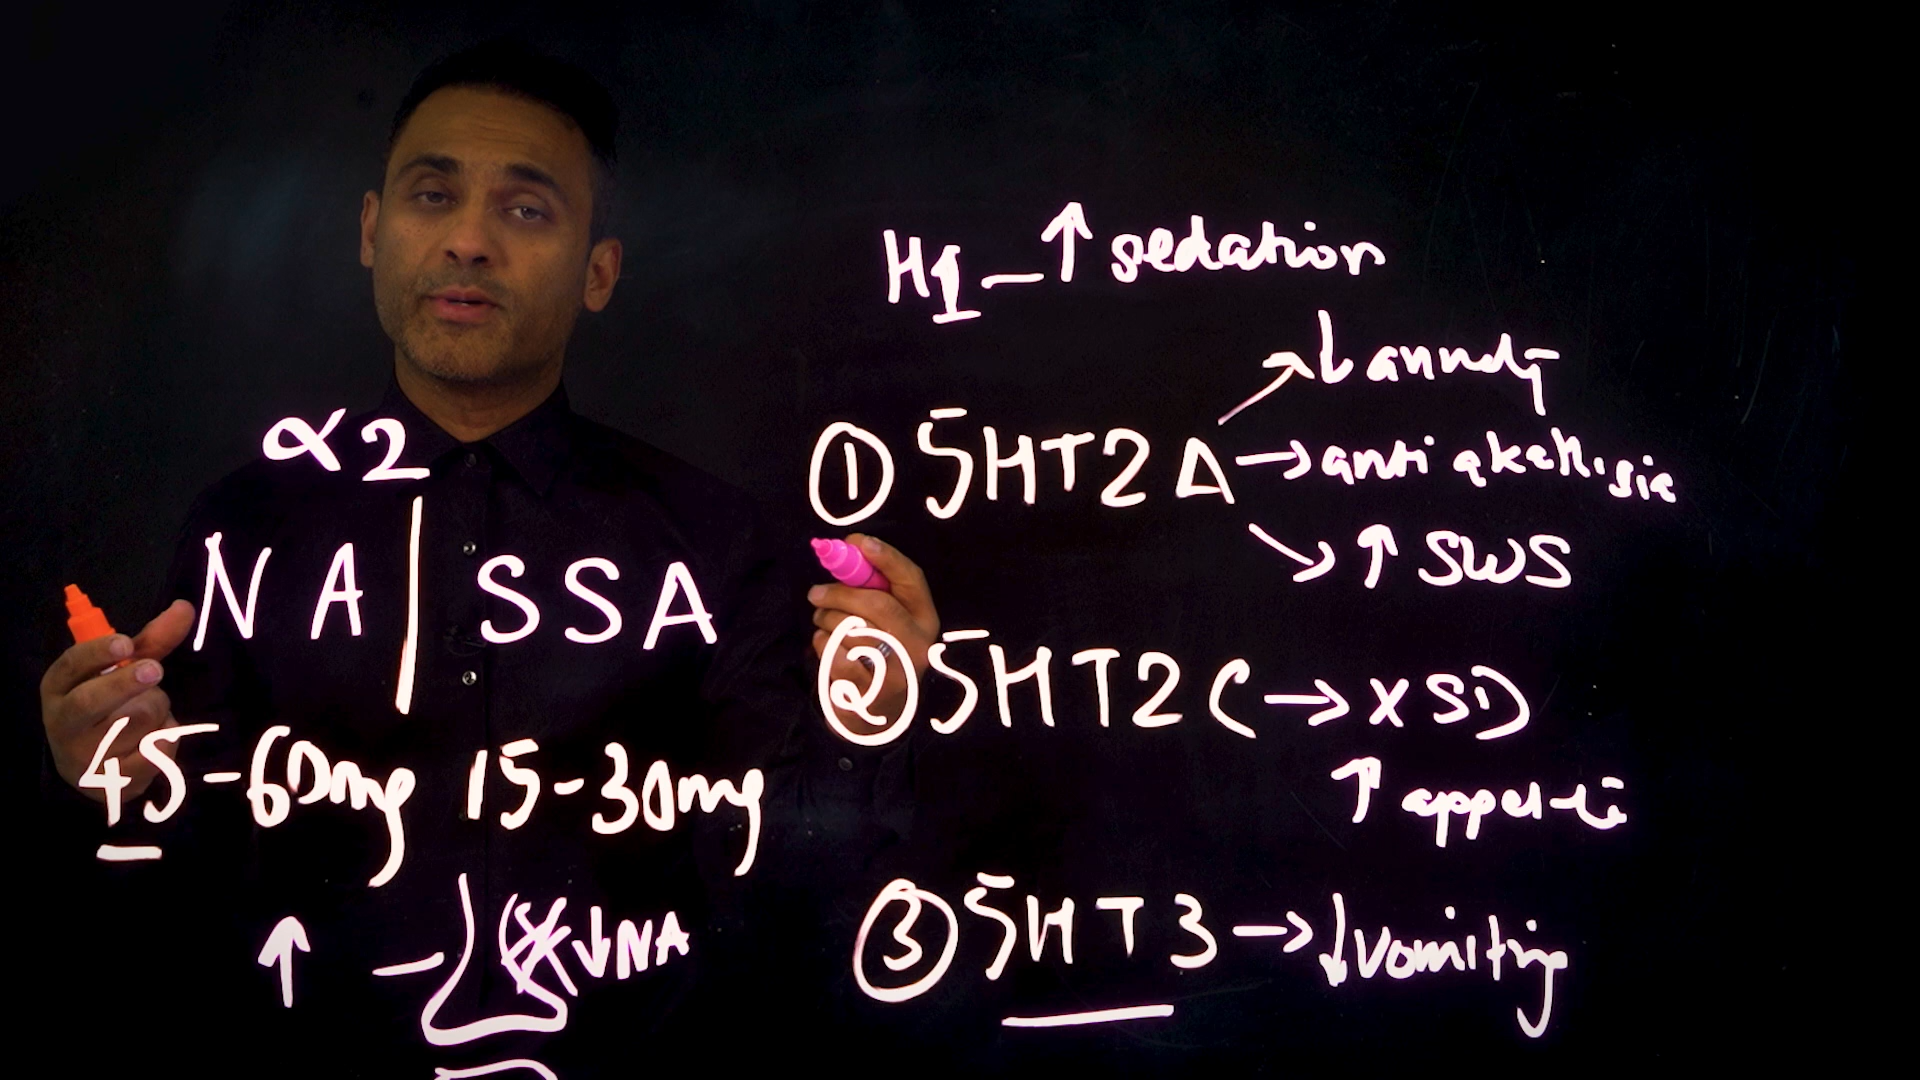 α2
NA | SSA
45-60mg 15-30mg
↑ ↓NA
H1 – ↑ sedation
① 5HT2A → ↓ anxiety
→ anti akathisia
→ ↑ SWS
② 5HT2C → X SD
↑ appetite
③ 5HT3 → ↓ vomiting